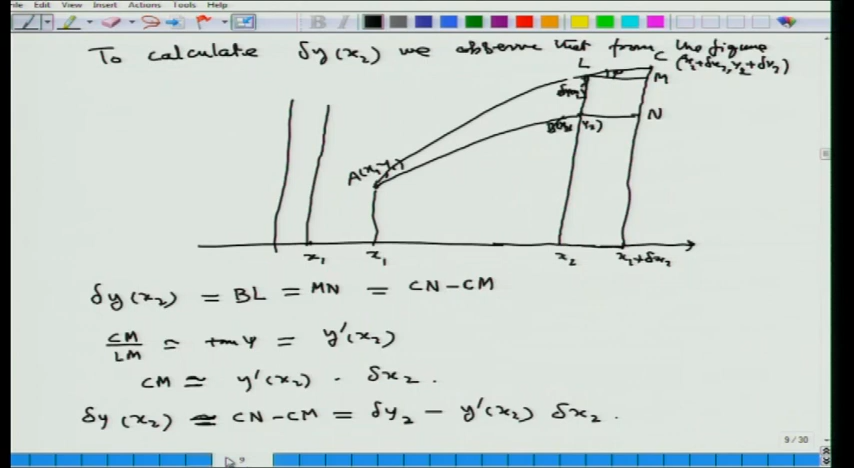 File Edit View Insert Actions Tools Help
To calculate δy(x₂) we observe that from the figure
L C
(x₂+δx₂, y₂+δy₂)
M
N
A(x₁, y₁)
x₁ x₁ x₂ x₂+δx₂
δy(x₂) = BL = MN = CN-CM
CM/LM ≃ tan ψ = y'(x₂)
CM ≃ y'(x₂) · δx₂.
δy(x₂) ≃ CN-CM = δy₂ - y'(x₂) δx₂.
9 / 30
9